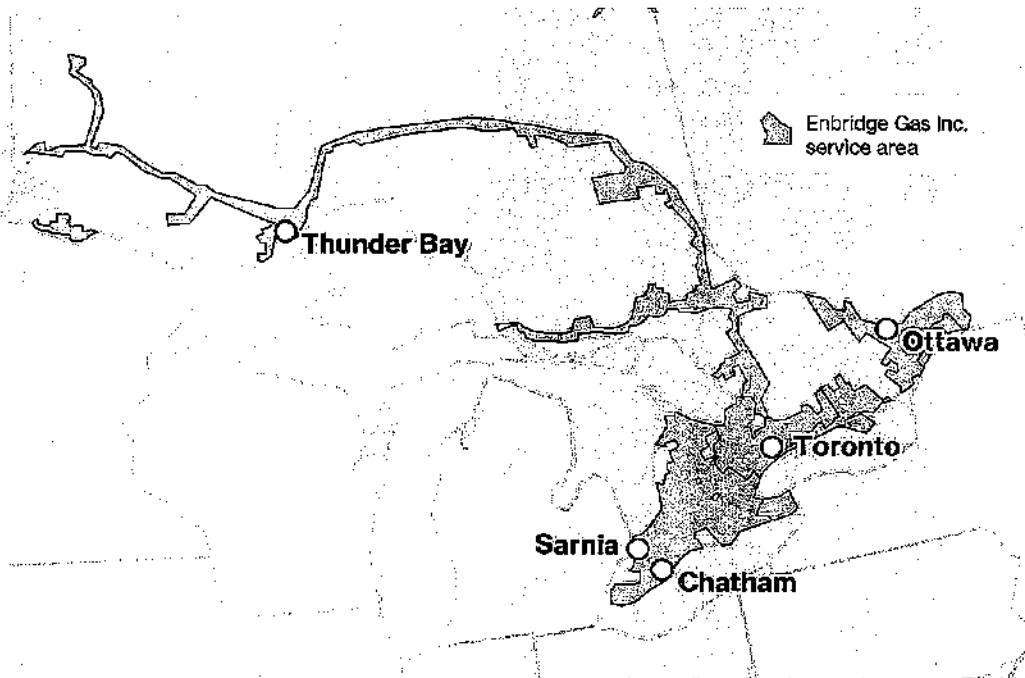 Enbridge Gas Inc.
service area
Thunder Bay
Ottawa
Toronto
Sarnia
Chatham